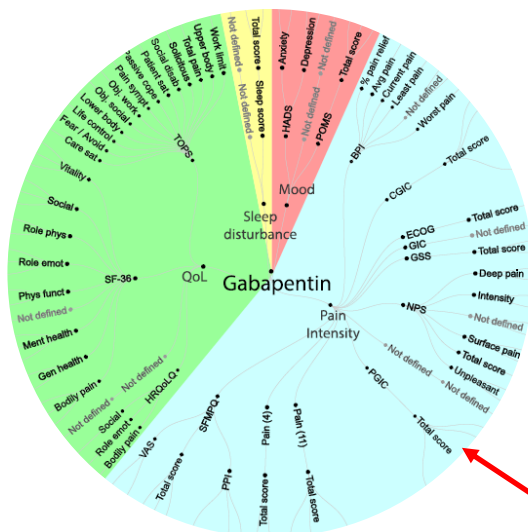 Gabapentin
Mood
HADS
Anxiety
Depression
Not defined
POMS
Total score
Not defined
Pain
Intensity
BPI
% pain relief
Avg pain
Current pain
Least pain
Not defined
Worst pain
CGIC
Total score
ECOG
Total score
GIC
Not defined
GSS
Total score
NPS
Deep pain
Intensity
Not defined
Surface pain
Total score
Unpleasant
Not defined
Not defined
PGIC
Total score
Pain (11)
Total score
Pain (4)
Total score
SFMPQ
PPI
Total score
VAS
QoL
HRQoLQ
Bodily pain
Role emot
Social
Not defined
Not defined
SF-36
Bodily pain
Gen health
Ment health
Not defined
Phys funct
Role emot
Role phys
Social
Vitality
TOPS
Care sat
Fear / Avoid
Life control
Lower body
Obj. social
Obj. work
Pain sympt
Passive cope
Patient sat
Social disab
Solicitous
Total pain
Upper body
Work limit
Sleep
disturbance
Not defined
Not defined
Sleep score
Total score